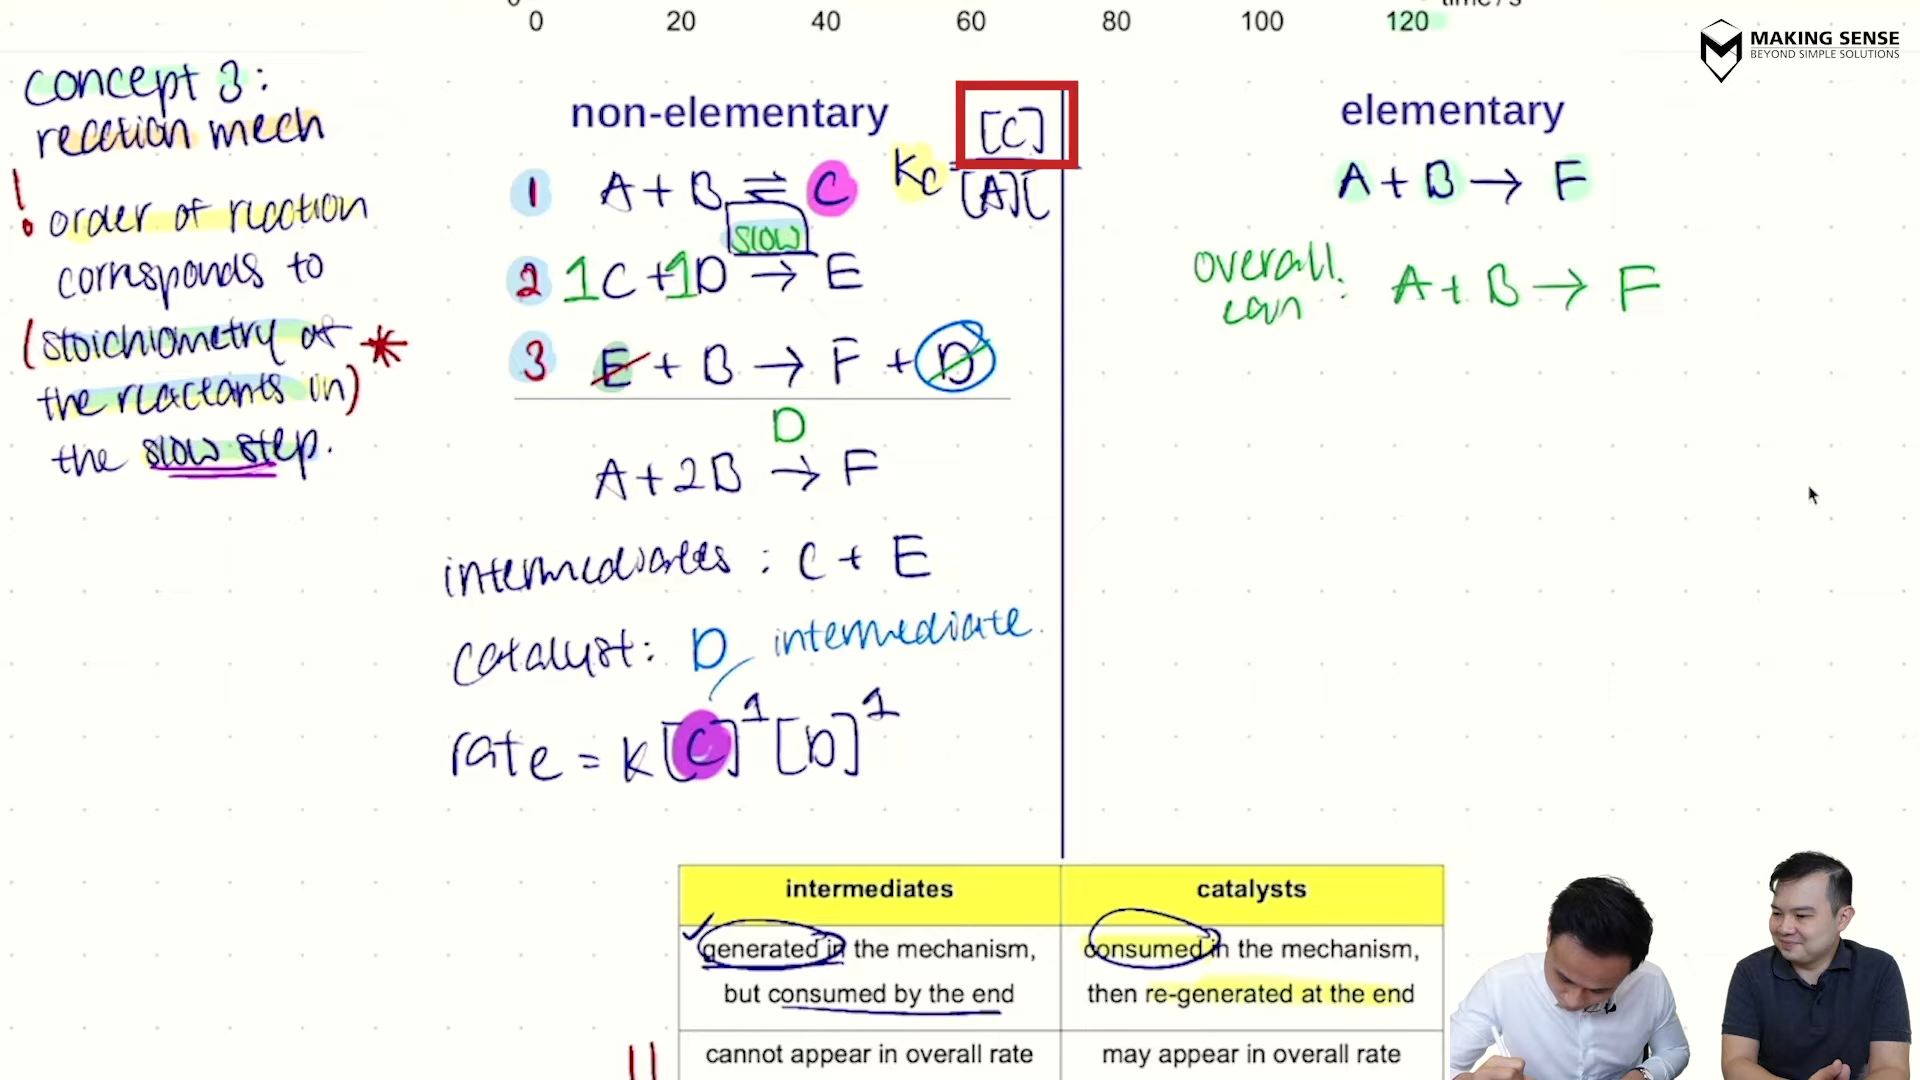 time / s
0 20 40 60 80 100 120
MAKING SENSE
BEYOND SIMPLE SOLUTIONS
concept 3:
reaction mech
! order of reaction
corresponds to
(stoichiometry of *
the reactants in)
the slow step.
non-elementary
1 A + B ⇌ C
Kc = [C]
[A][
slow
2 1C + 1D → E
3 E + B → F + D
D
A + 2B → F
intermediates : C + E
catalyst: D
intermediate.
rate = k[C]^1 [D]^1
elementary
A + B → F
overall
eqn : A + B → F
intermediates catalysts
generated in the mechanism, consumed in the mechanism,
but consumed by the end then re-generated at the end
!! cannot appear in overall rate may appear in overall rate